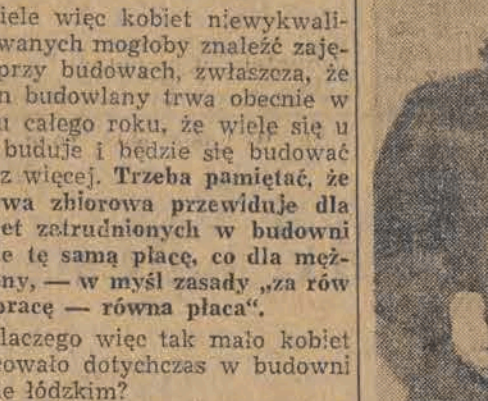 iele więc kobiet niewykwali-
wanych mogłoby znaleźć zaję-
przy budowach, zwłaszcza, że
n budowlany trwa obecnie w
u całego roku, że wiele się u
buduje i będzie się budować
z więcej. Trzeba pamiętać, że
wa zbiorowa przewiduje dla
et zatrudnionych w budowni
e tę samą płacę, co dla męż-
ny, — w myśl zasady „za rów
pracę — równa płaca“.
laczego więc tak mało kobiet
owało dotychczas w budowni
e łódzkim?